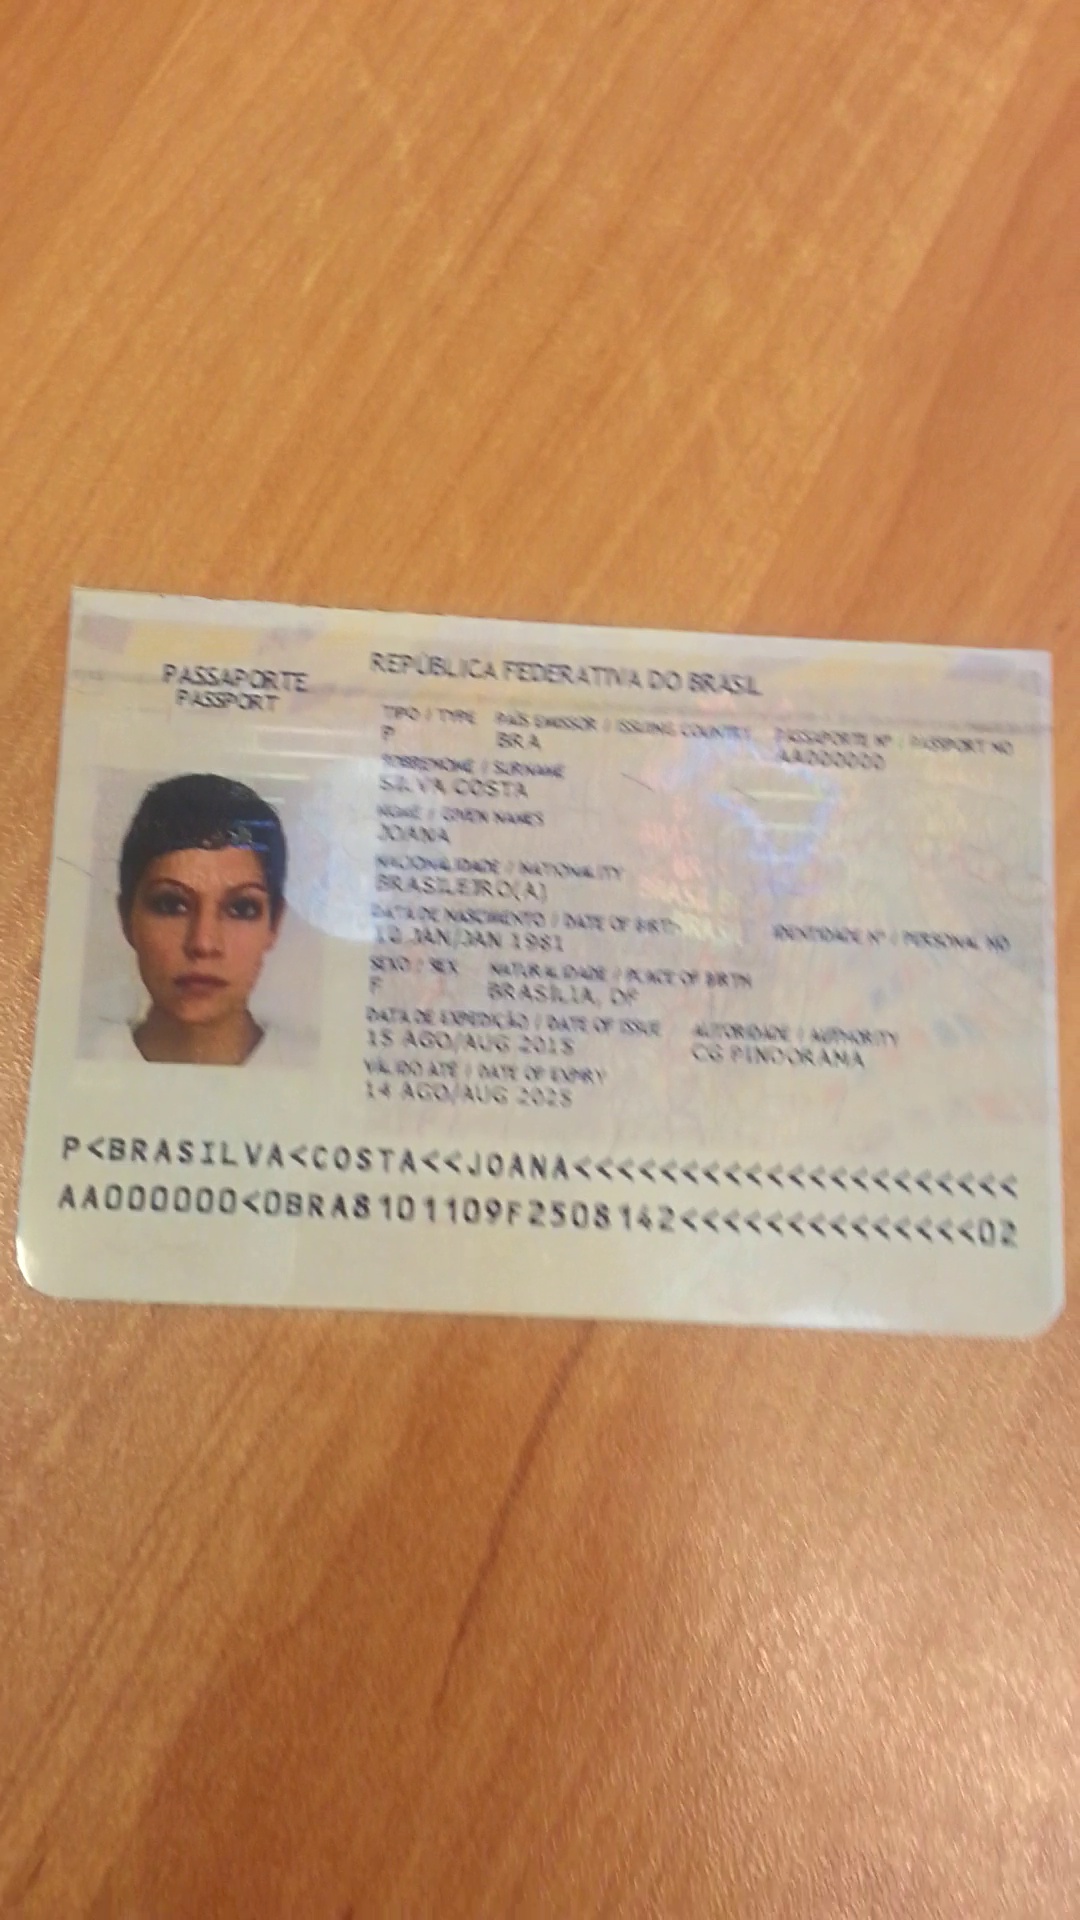 PASSAPORTE
PASSPORT
REPÚBLICA FEDERATIVA DO BRASIL
TIPO / TYPE PAÍS EMISSOR / ISSUING COUNTRY PASSAPORTE Nº / PASSPORT NO
P BRA AA000000
SOBRENOME / SURNAME
SILVA COSTA
NOME / GIVEN NAMES
JOANA
NACIONALIDADE / NATIONALITY
BRASILEIRO(A)
DATA DE NASCIMENTO / DATE OF BIRTH IDENTIDADE Nº / PERSONAL NO
JAN/JAN 1981
SEXO / SEX NATURALIDADE / PLACE OF BIRTH
F BRASÍLIA, DF
DATA DE EXPEDIÇÃO / DATE OF ISSUE AUTORIDADE / AUTHORITY
15 AGO/AUG 2015 CG PINDORAMA
VÁLIDO ATÉ / DATE OF EXPIRY
14 AGO/AUG 2025
P<BRASILVA<COSTA<<JOANA<<<<<<<<<<<<<<<<<<<<<
AA000000<0BRA8101109F2508142<<<<<<<<<<<<<<02